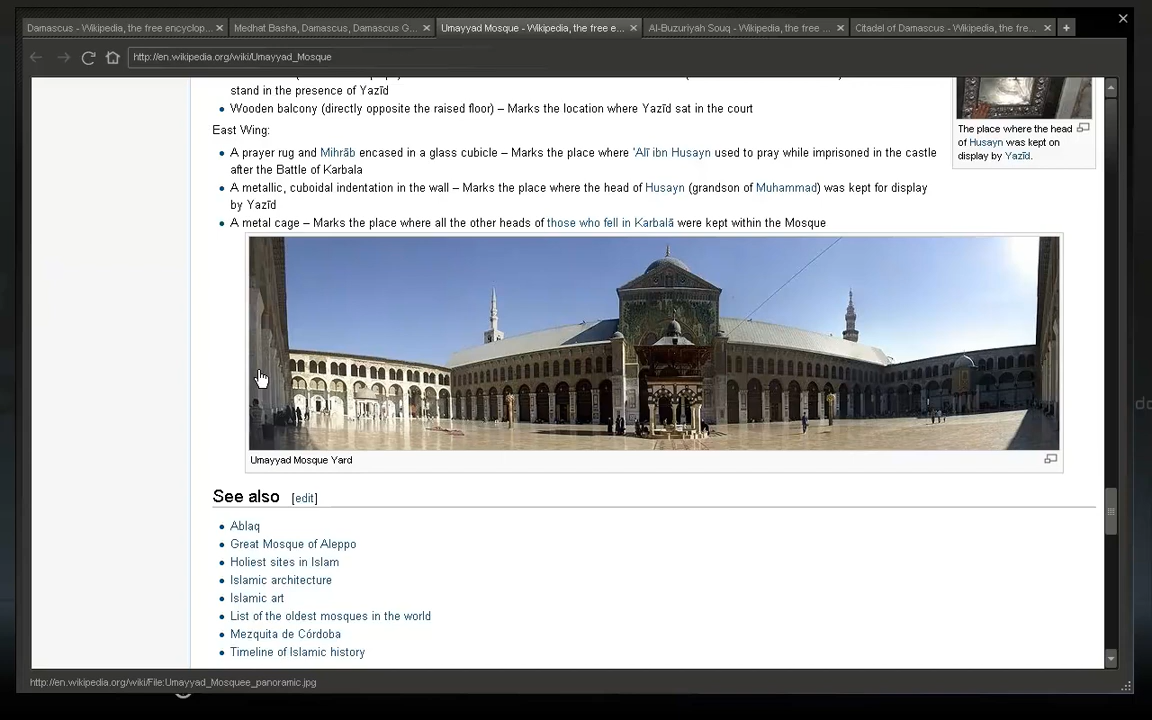 Damascus - Wikipedia, the free encyclop...
Medhat Basha, Damascus, Damascus G...
Umayyad Mosque - Wikipedia, the free e...
Al-Buzuriyah Souq - Wikipedia, the free ...
Citadel of Damascus - Wikipedia, the fre...
http://en.wikipedia.org/wiki/Umayyad_Mosque
stand in the presence of Yazīd
• Wooden balcony (directly opposite the raised floor) – Marks the location where Yazīd sat in the court
East Wing:
• A prayer rug and Mihrāb encased in a glass cubicle – Marks the place where 'Alī ibn Husayn used to pray while imprisoned in the castle
after the Battle of Karbala
• A metallic, cuboidal indentation in the wall – Marks the place where the head of Husayn (grandson of Muhammad) was kept for display
by Yazīd
• A metal cage – Marks the place where all the other heads of those who fell in Karbalā were kept within the Mosque
The place where the head
of Husayn was kept on
display by Yazīd.
Umayyad Mosque Yard
See also [edit]
• Ablaq
• Great Mosque of Aleppo
• Holiest sites in Islam
• Islamic architecture
• Islamic art
• List of the oldest mosques in the world
• Mezquita de Córdoba
• Timeline of Islamic history
http://en.wikipedia.org/wiki/File:Umayyad_Mosquee_panoramic.jpg